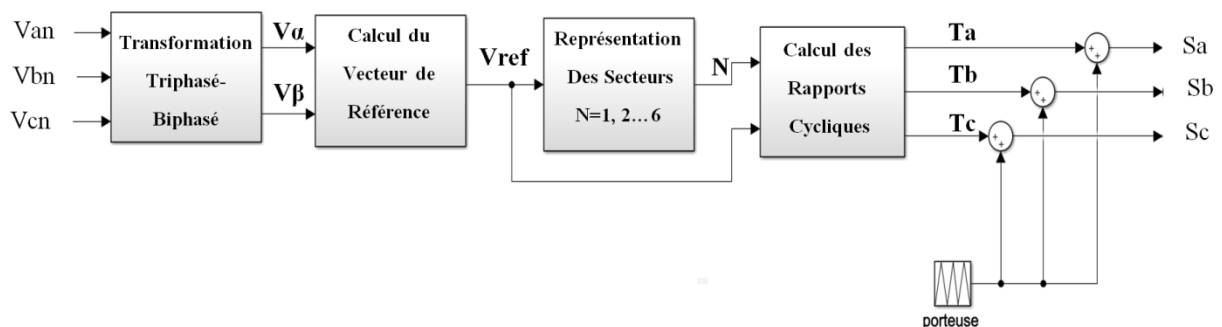 Van
Vbn
Vcn
Transformation
Triphasé-
Biphasé
Vα
Vβ
Calcul du
Vecteur de
Référence
Vref
Représentation
Des Secteurs
N=1, 2… 6
N
Calcul des
Rapports
Cycliques
Ta
Tb
Tc
+ +
+ +
+ +
Sa
Sb
Sc
porteuse